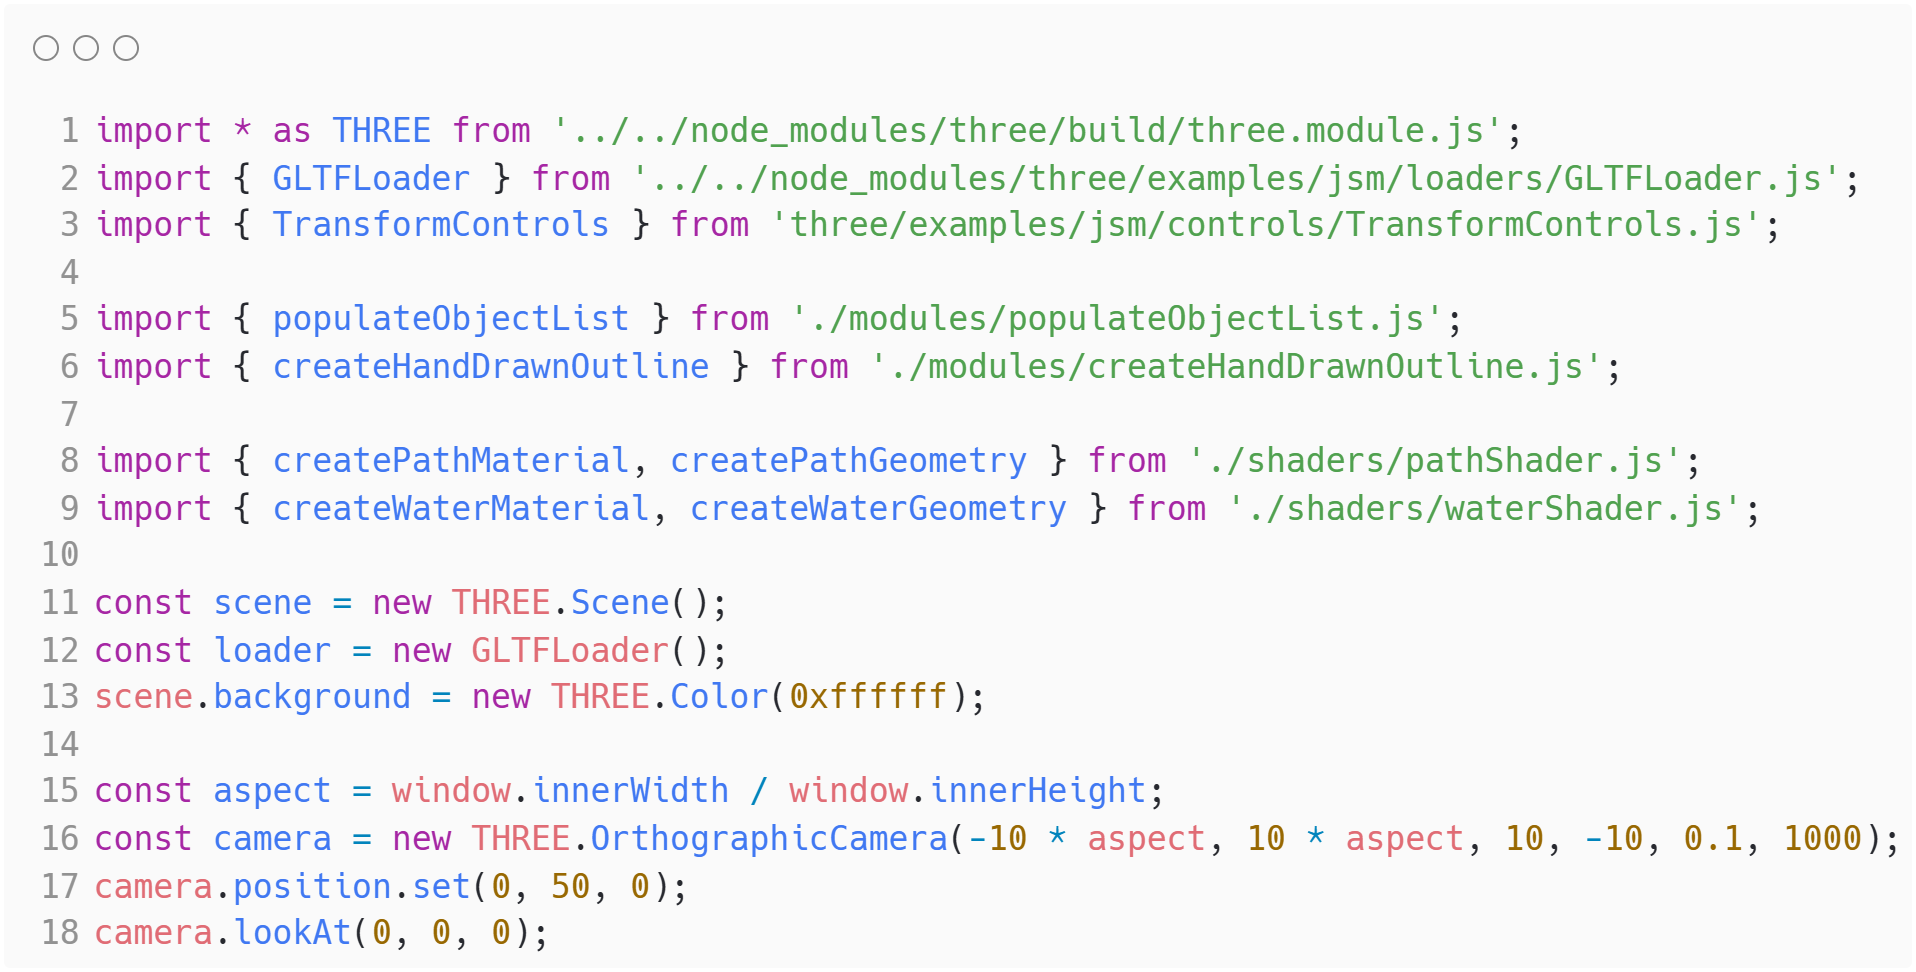 1 import * as THREE from '../../node_modules/three/build/three.module.js';
2 import { GLTFLoader } from '../../node_modules/three/examples/jsm/loaders/GLTFLoader.js';
3 import { TransformControls } from 'three/examples/jsm/controls/TransformControls.js';
4
5 import { populateObjectList } from './modules/populateObjectList.js';
6 import { createHandDrawnOutline } from './modules/createHandDrawnOutline.js';
7
8 import { createPathMaterial, createPathGeometry } from './shaders/pathShader.js';
9 import { createWaterMaterial, createWaterGeometry } from './shaders/waterShader.js';
10
11 const scene = new THREE.Scene();
12 const loader = new GLTFLoader();
13 scene.background = new THREE.Color(0xffffff);
14
15 const aspect = window.innerWidth / window.innerHeight;
16 const camera = new THREE.OrthographicCamera(-10 * aspect, 10 * aspect, 10, -10, 0.1, 1000);
17 camera.position.set(0, 50, 0);
18 camera.lookAt(0, 0, 0);